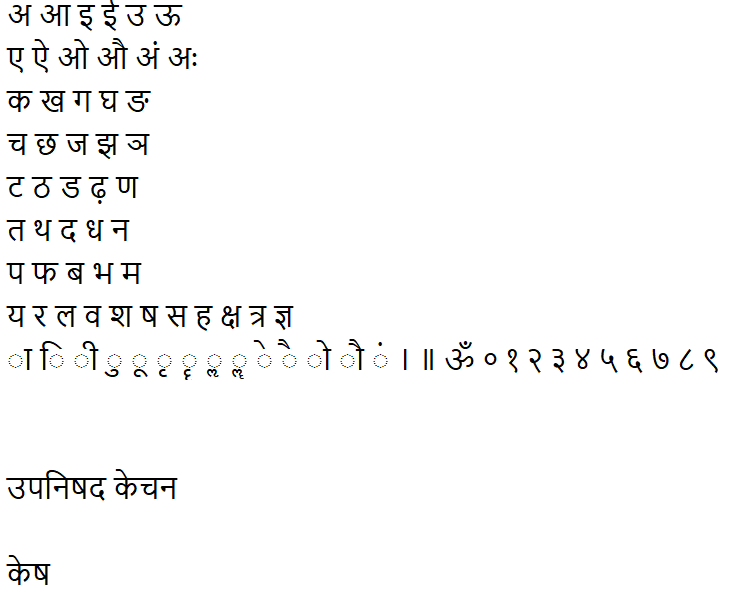 अ आ इ ई उ ऊ
ए ऐ ओ औ अं अः
क ख ग घ ङ
च छ ज झ ञ
ट ठ ड ढ़ ण
त थ द ध न
प फ ब भ म
य र ल व श ष स ह क्ष त्र ज्ञ
ा ि ी ु ू ृ ॄ ॢ ॣ े ै ो ौ ं । ॥ ॐ ० १ २ ३ ४ ५ ६ ७ ८ ९
उपनिषद केचन
केष